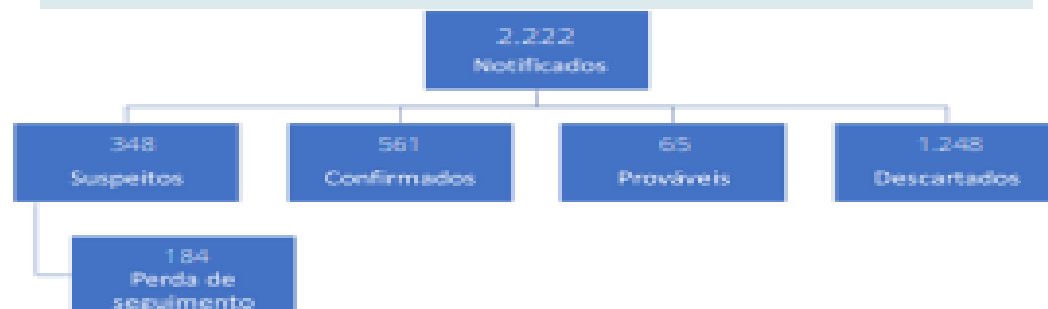 2.222
Notificados
348
Suspeitos
561
Confirmados
65
Prováveis
1.248
Descartados
184
Perda de
seguimento